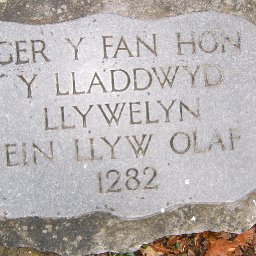 GER Y FAN HON
Y LLADDWYD
LLYWELYN
EIN LLYW OLAF
1282